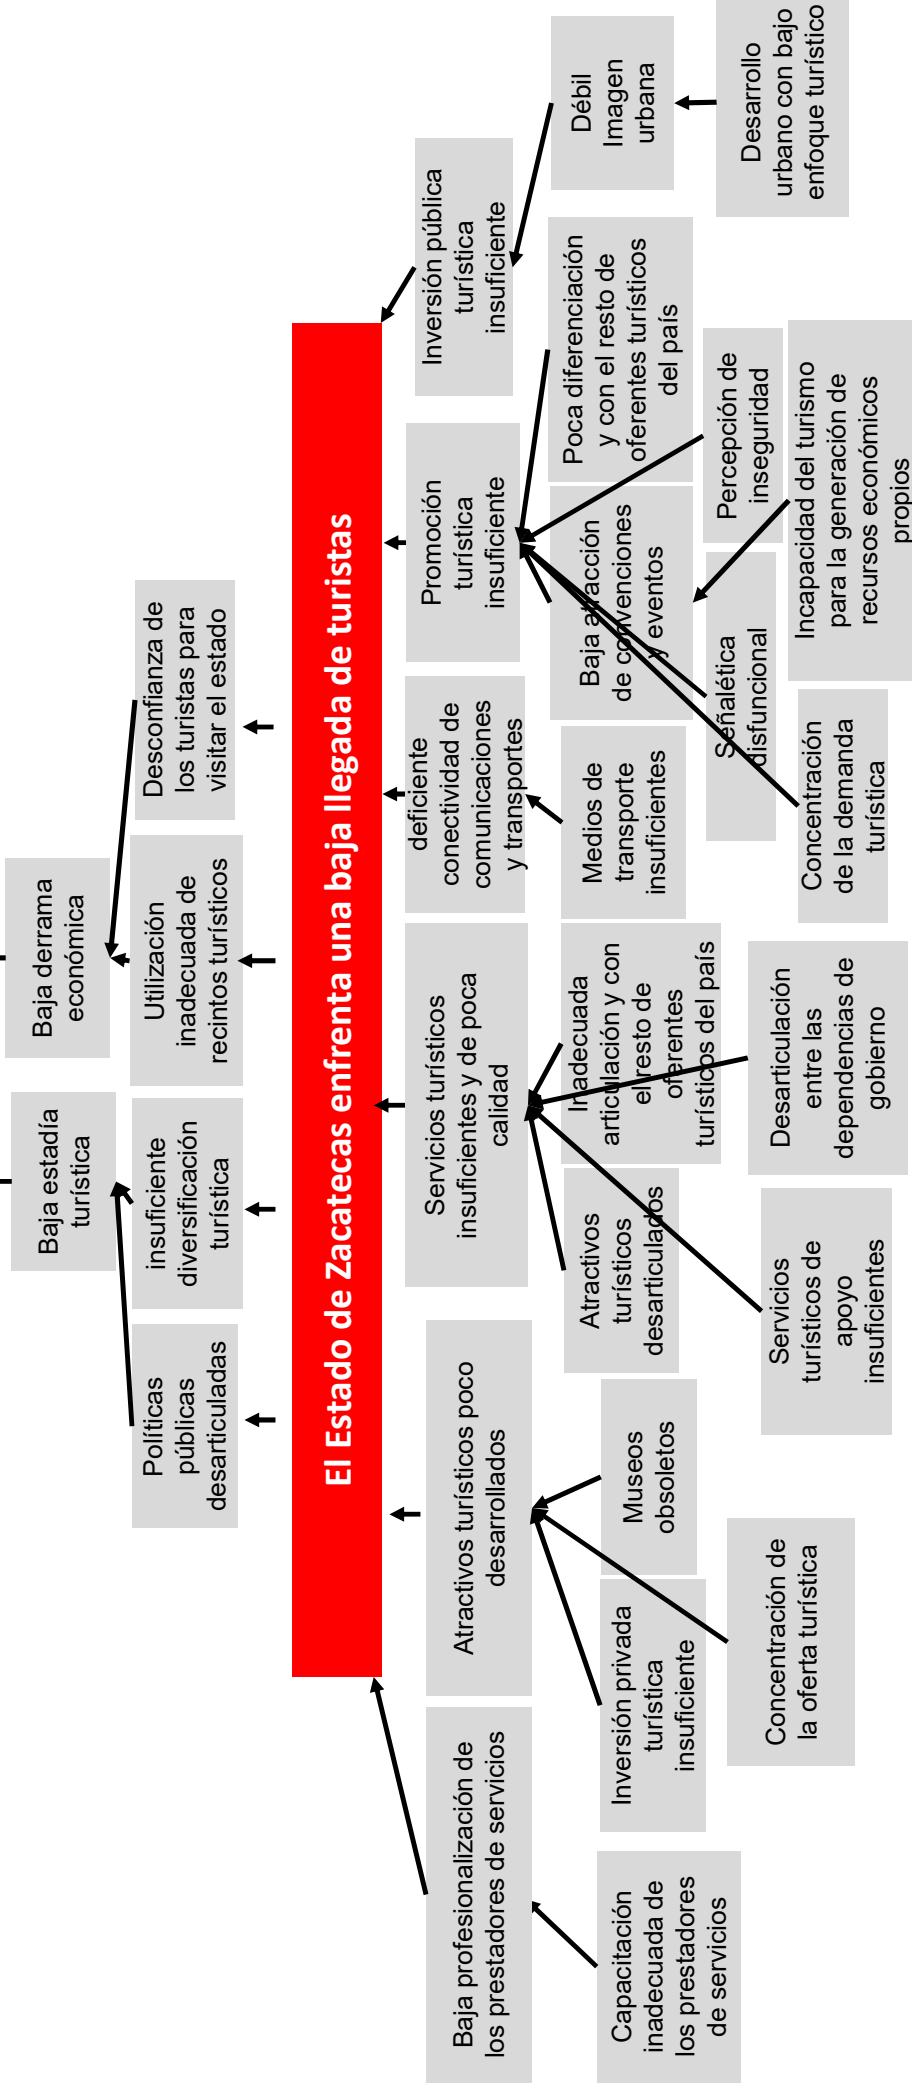 Baja estadía
turística
Baja derrama
económica
Políticas
públicas
desarticuladas
insuficiente
diversificación
turística
Utilización
inadecuada de
recintos turísticos
Desconfianza de
los turistas para
visitar el estado
El Estado de Zacatecas enfrenta una baja llegada de turistas
Baja profesionalización de
los prestadores de servicios
Atractivos turísticos poco
desarrollados
Servicios turísticos
insuficientes y de poca
calidad
deficiente
conectividad de
comunicaciones
y transportes
Promoción
turística
insuficiente
Inversión pública
turística
insuficiente
Capacitación
inadecuada de
los prestadores
de servicios
Inversión privada
turística
insuficiente
Museos
obsoletos
Concentración de
la oferta turística
Atractivos
turísticos
desarticulados
Inadecuada
articulación y con
el resto de
oferentes
turísticos del país
Servicios
turísticos de
apoyo
insuficientes
Desarticulación
entre las
dependencias de
gobierno
Medios de
transporte
insuficientes
Baja atracción
de convenciones
y eventos
Poca diferenciación
y con el resto de
oferentes turísticos
del país
Señalética
disfuncional
Percepción de
inseguridad
Concentración
de la demanda
turística
Incapacidad del turismo
para la generación de
recursos económicos
propios
Débil
Imagen
urbana
Desarrollo
urbano con bajo
enfoque turístico